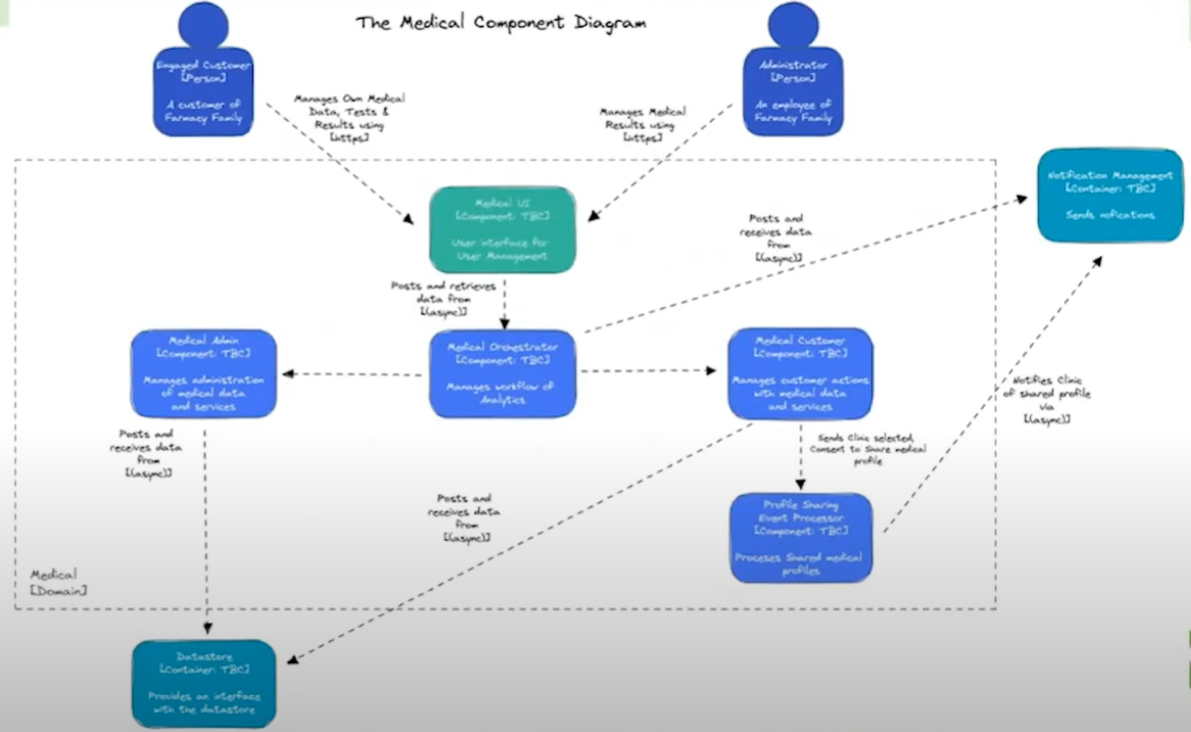 The Medical Component Diagram
Engaged Customer
[Person]
A customer of
Farmacy Family
Administrator
[Person]
An employee of
Farmacy Family
Manages Own Medical
Data, Tests &
Results using
[https]
Manages Medical
Results using
[https]
Notification Management
[Container: TBC]
Sends nofications
Medical UI
[Component: TBC]
User interface for
User Management
Posts and
receives data
from
[(async)]
Posts and retrieves
data from
[(async)]
Medical Admin
[Component: TBC]
Manages administration
of medical data
and services
Medical Orchestrator
[Component: TBC]
Manages workflow of
Analytics
Medical Customer
[Component: TBC]
Manages customer actions
with medical data
and services
Notifies Clinic
of shared profile
via
[(async)]
Posts and
receives data
from
[(async)]
Sends Clinic selected,
Consent to Share medical
profile
Posts and
receives data
from
[(async)]
Profile Sharing
Event Processor
[Component: TBC]
Proceses Shared medical
profiles
Medical
[Domain]
Datastore
[Container: TBC]
Provides an interface
with the datastore